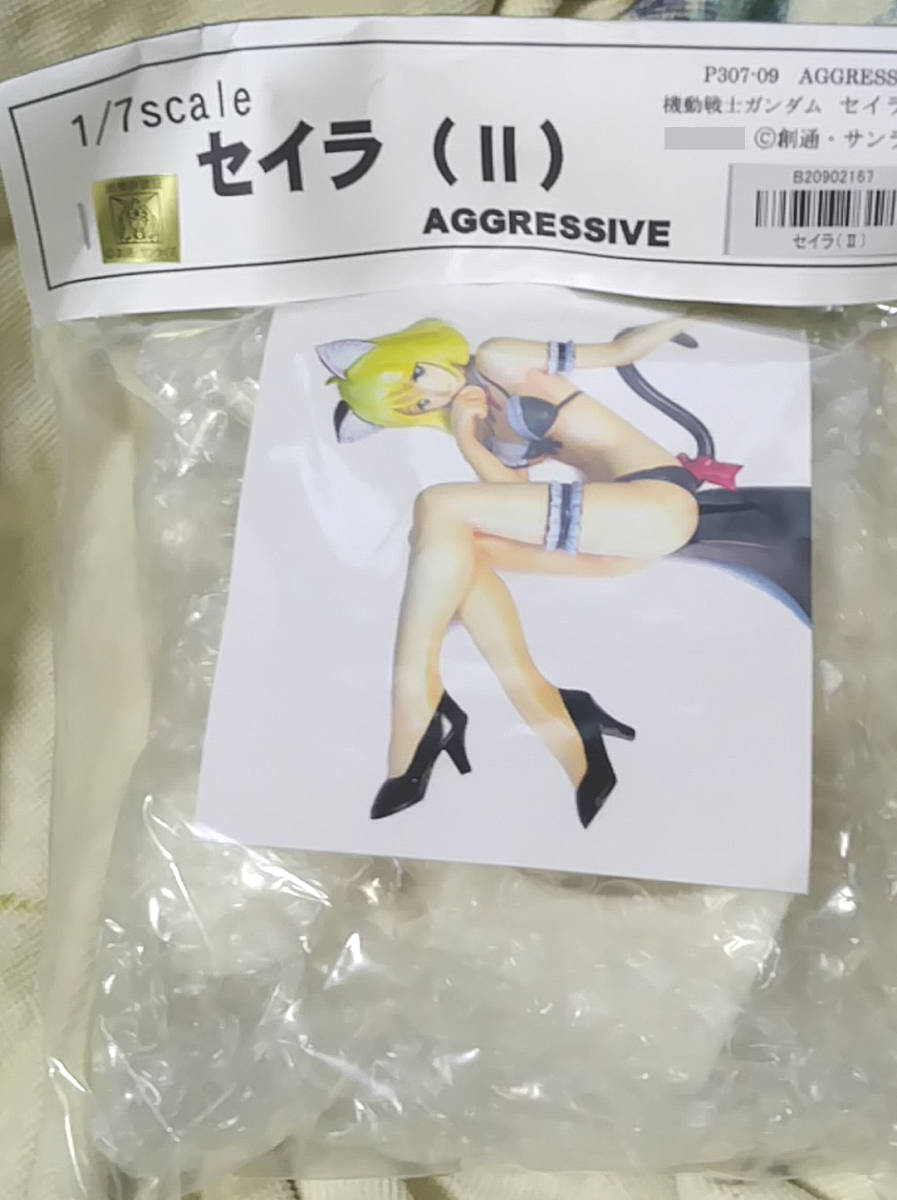 1/7scale
セイラ（Ⅱ）
AGGRESSIVE
P307-09 AGGRESS
機動戦士ガンダム セイラ
©創通・サンラ
B20902167
セイラ(Ⅱ)